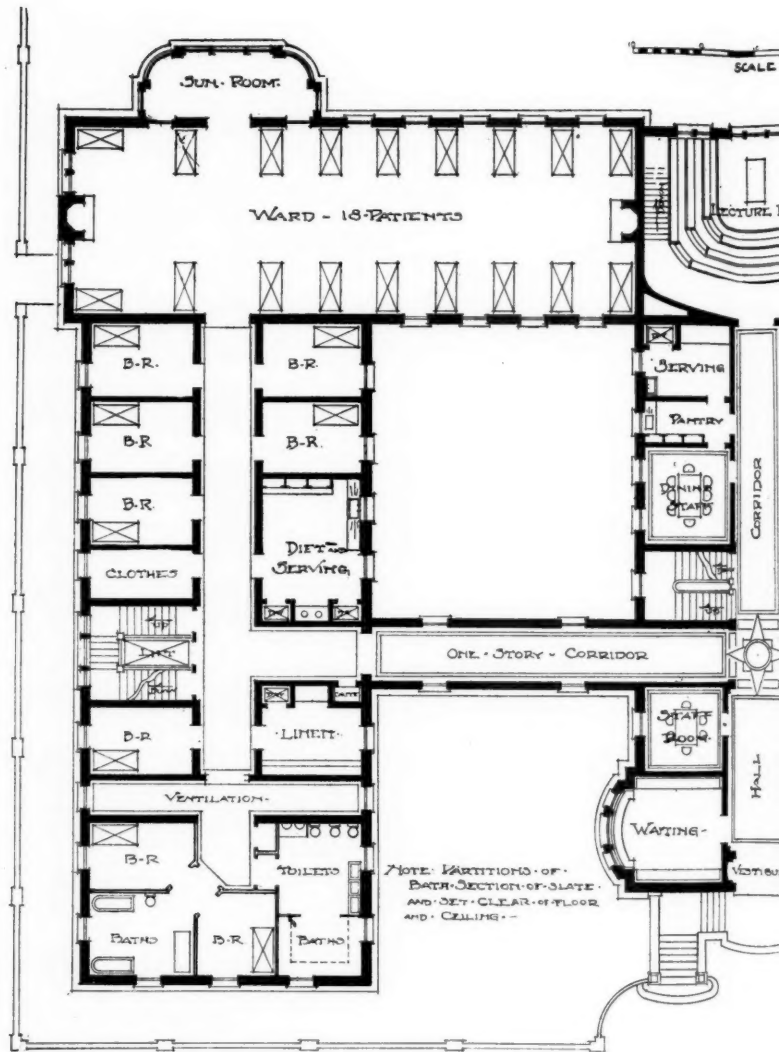 SUN-ROOM.
SCALE
WARD - 18-PATIENTS
LECTURE
B-R.
B-R.
SERVING
B-R
B-R.
PANTRY
B-R.
DINING
STAFF
CORRIDOR
DIET AND
SERVING.
CLOTHES
UP
LIFT
DOWN
ONE-STORY-CORRIDOR
UP
B-R
LINEN-
STAFF
ROOM.
HALL
VENTILATION-
WAITING-
B-R
TOILETS
NOTE: PARTITIONS-OF-
BATH-SECTION-OF-SLATE-
AND-SET-CLEAR-OF-FLOOR
AND-CEILING.-
VESTIBU
BATHS
B-R.
BATHS